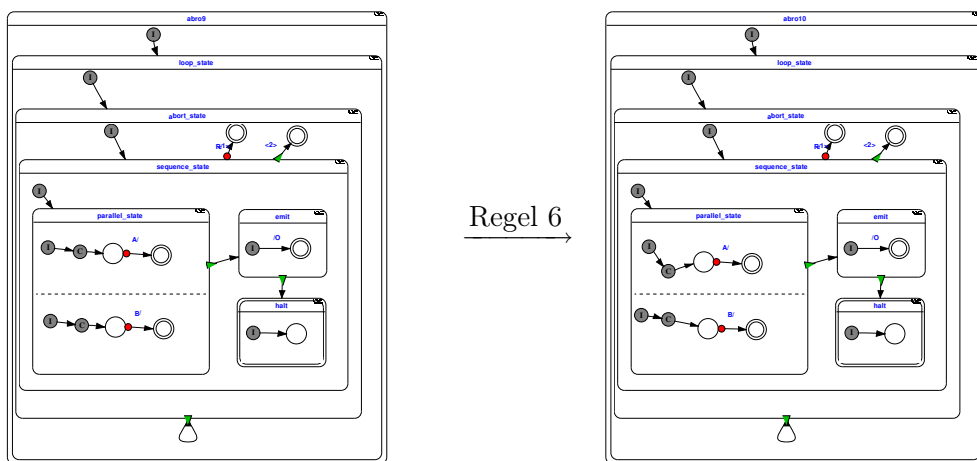 abro9
I
loop_state
I
abort_state
I
R/1>
<2>
sequence_state
I
parallel_state
emit
A/
/O
I
C
I
B/
halt
I
C
I
Regel 6
abro10
I
loop_state
I
abort_state
I
R/1>
<2>
sequence_state
I
parallel_state
emit
A/
/O
I
C
I
B/
halt
I
C
I